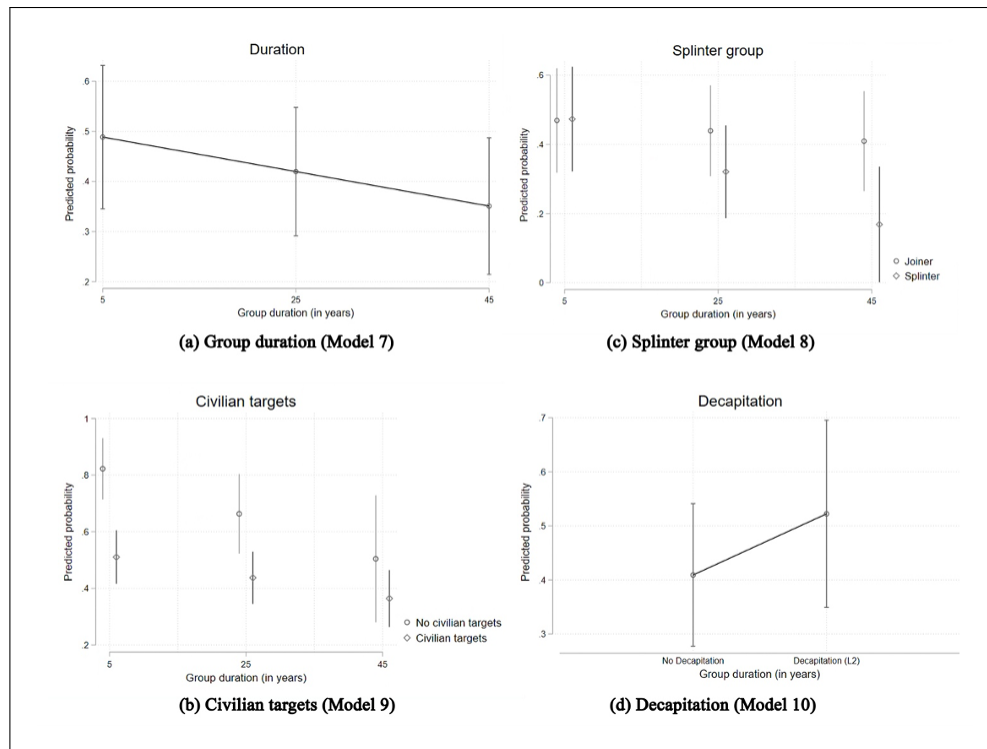 Duration
Predicted probability
.6
.5
.4
.3
.2
5
25
45
Group duration (in years)
(a) Group duration (Model 7)
Splinter group
Predicted probability
.6
.4
.2
0
5
25
45
Group duration (in years)
Joiner
Splinter
(c) Splinter group (Model 8)
Civilian targets
Predicted probability
1
.8
.6
.4
.2
5
25
45
Group duration (in years)
No civilian targets
Civilian targets
(b) Civilian targets (Model 9)
Decapitation
Predicted probability
.7
.6
.5
.4
.3
No Decapitation
Decapitation (L2)
Group duration (in years)
(d) Decapitation (Model 10)